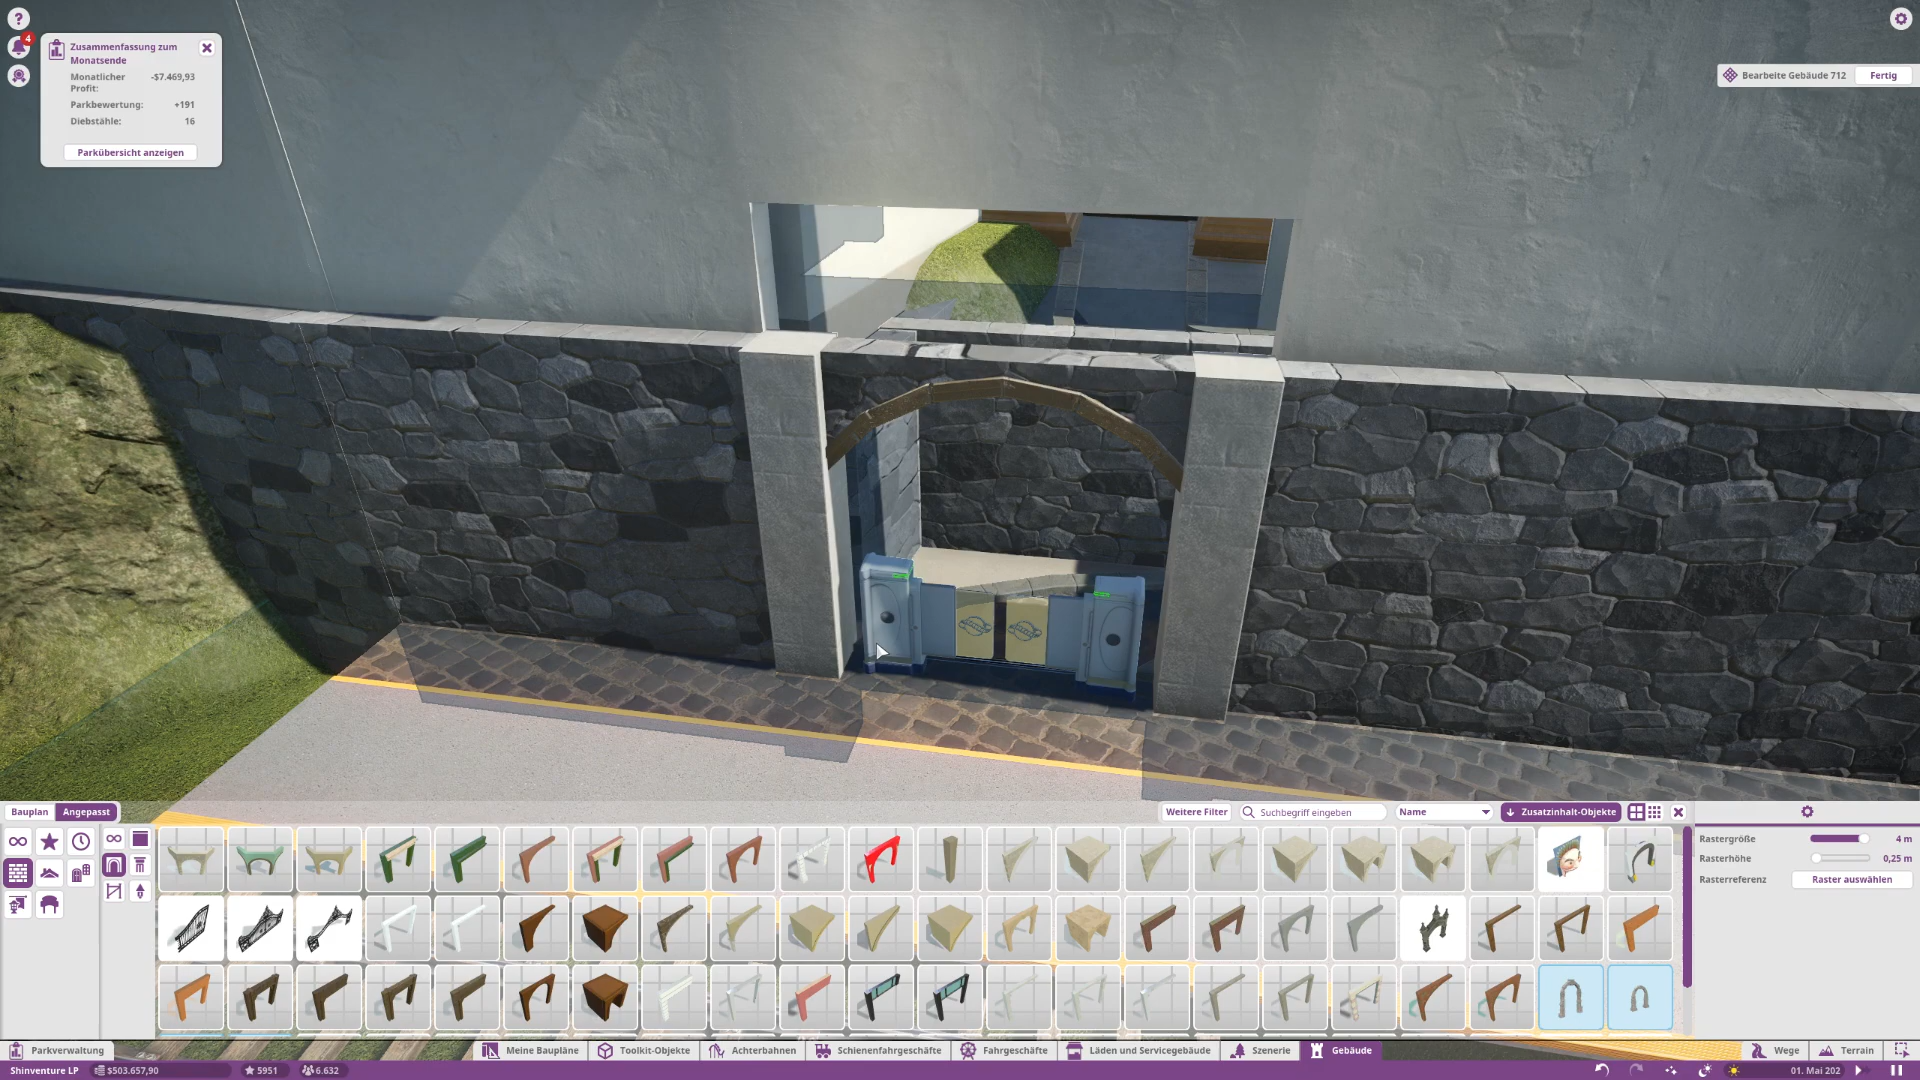 ?
4
Zusammenfassung zum
Monatsende
Monatlicher
Profit:
-$7.469,93
Parkbewertung:
+191
Diebstähle:
16
Parkübersicht anzeigen
Bearbeite Gebäude 712
Fertig
Bauplan
Angepasst
Weitere Filter
Suchbegriff eingeben
Name
Zusatzinhalt-Objekte
Rastergröße
4 m
Rasterhöhe
0,25 m
Rasterreferenz
Raster auswählen
Parkverwaltung
Meine Baupläne
Toolkit-Objekte
Achterbahnen
Schienenfahrgeschäfte
Fahrgeschäfte
Läden und Servicegebäude
Szenerie
Gebäude
Wege
Terrain
Shinventure LP
$503.657,90
5951
6.632
01. Mai 202